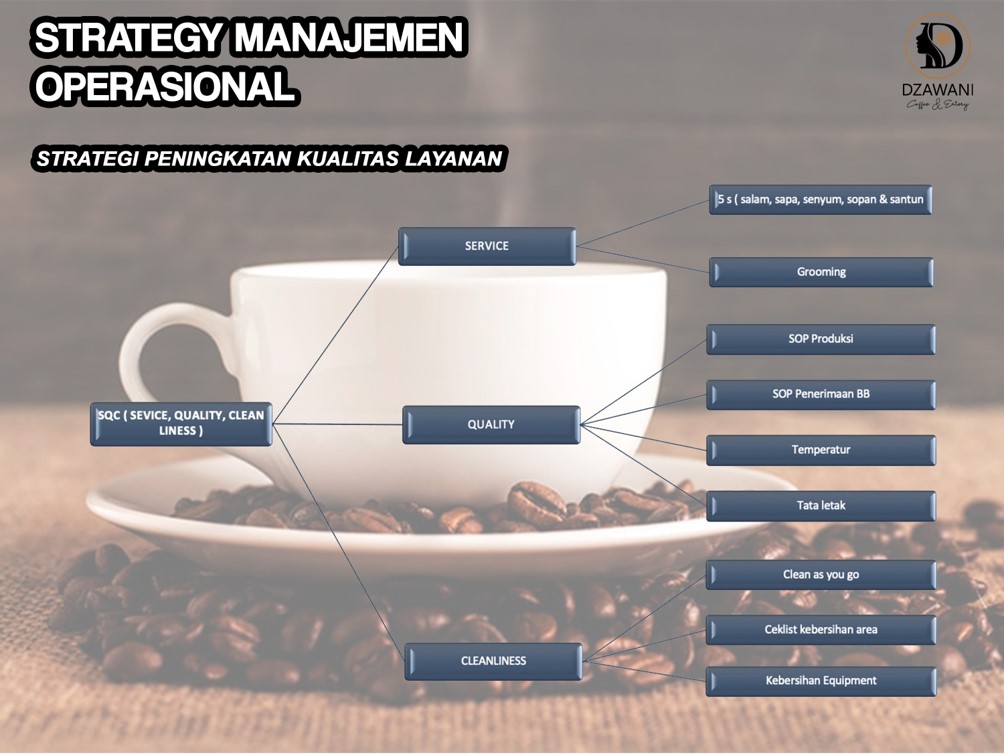 STRATEGY MANAJEMEN
OPERASIONAL
DZAWANI
Coffee & Eatery
STRATEGI PENINGKATAN KUALITAS LAYANAN
5 s ( salam, sapa, senyum, sopan & santun
SERVICE
Grooming
SOP Produksi
SOP Penerimaan BB
SQC ( SEVICE, QUALITY, CLEAN
LINESS )
QUALITY
Temperatur
Tata letak
Clean as you go
Ceklist kebersihan area
CLEANLINESS
Kebersihan Equipment